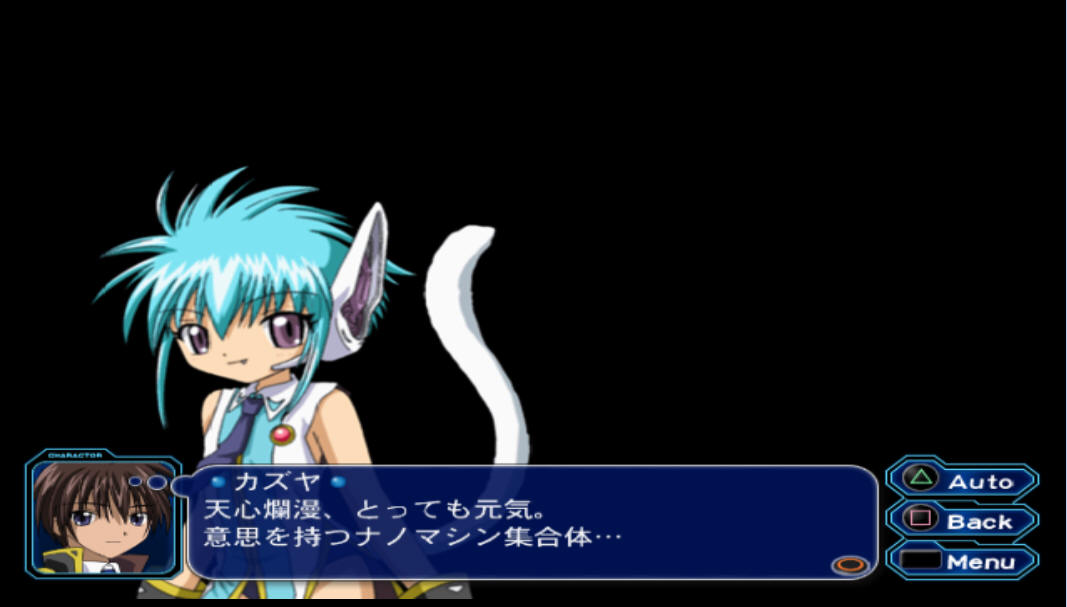 CHARACTOR
カズヤ
天心爛漫、とっても元気。
意思を持つナノマシン集合体…
Auto
Back
Menu